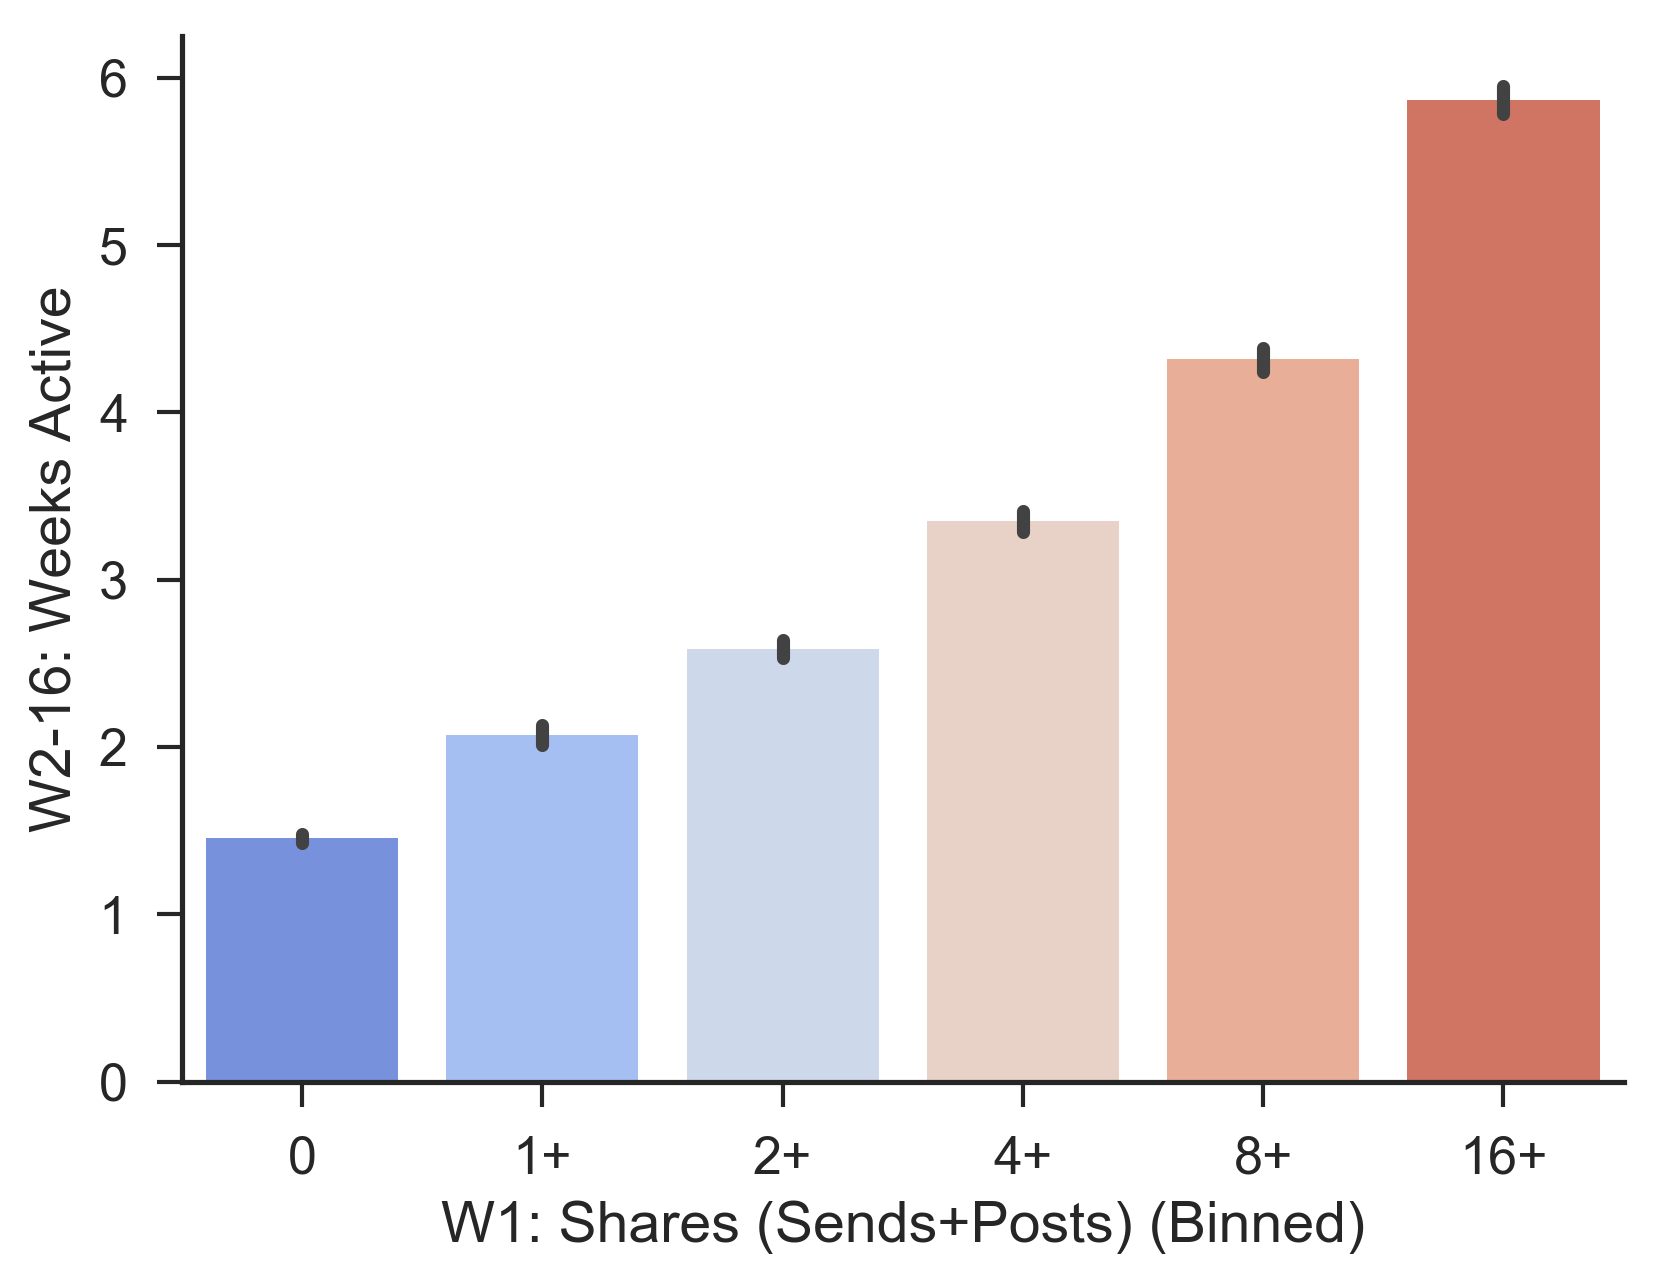 6
5
4
3
2
1
0
W2-16: Weeks Active
0 1+ 2+ 4+ 8+ 16+
W1: Shares (Sends+Posts) (Binned)